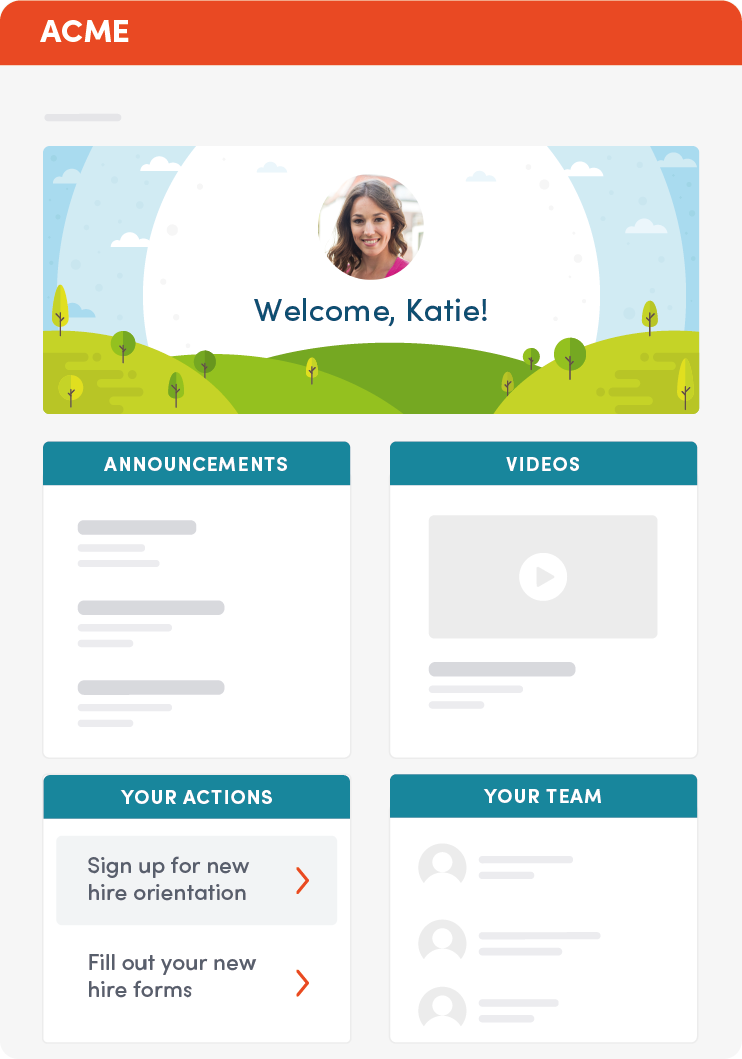 ACME
Welcome, Katie!
ANNOUNCEMENTS
VIDEOS
YOUR ACTIONS
Sign up for new
hire orientation
Fill out your new
hire forms
YOUR TEAM